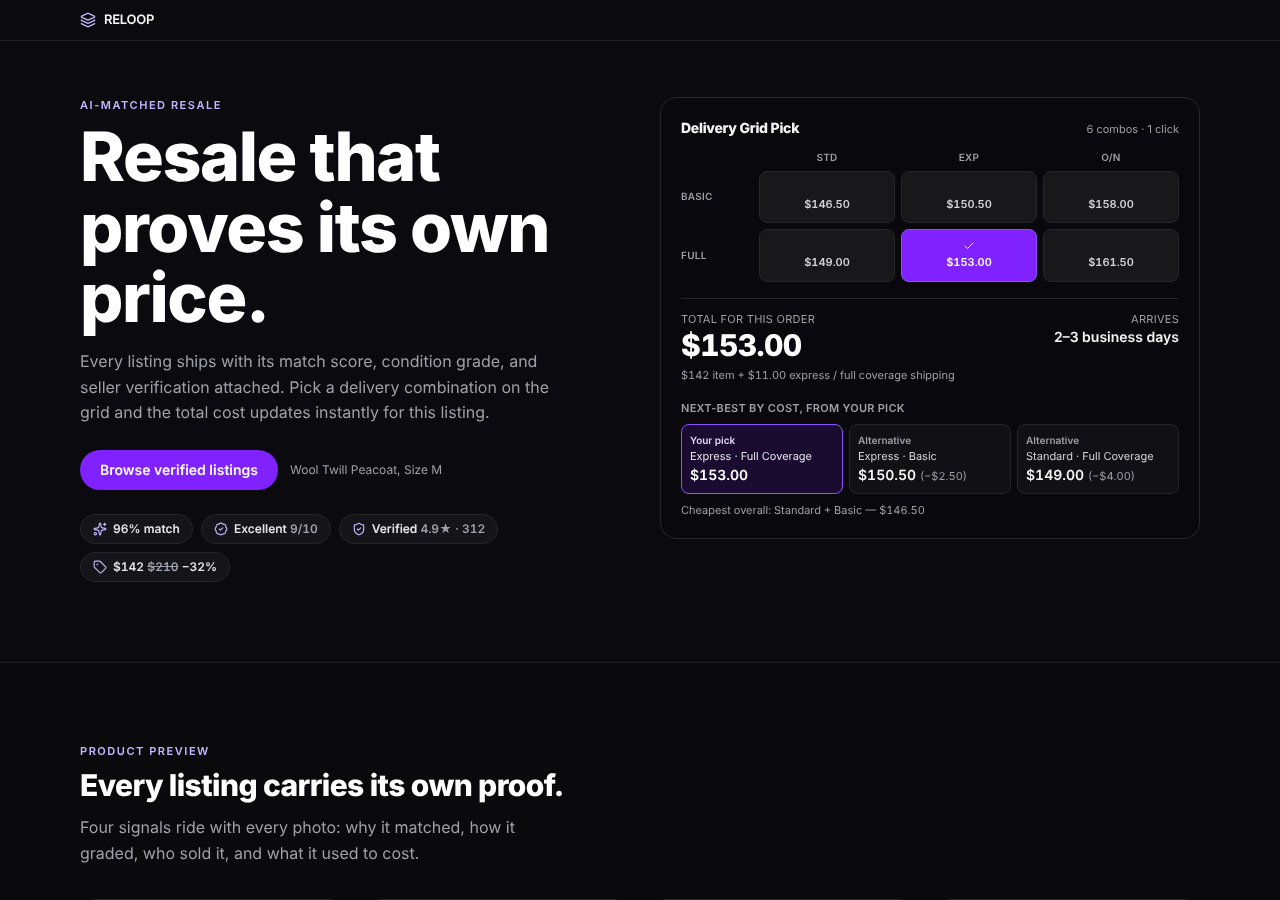 RELOOP
AI-MATCHED RESALE
Resale that
proves its own
price.
Every listing ships with its match score, condition grade, and
seller verification attached. Pick a delivery combination on the
grid and the total cost updates instantly for this listing.
Browse verified listings
Wool Twill Peacoat, Size M
96% match
Excellent 9/10
Verified 4.9★ · 312
$142 $210 −32%
Delivery Grid Pick
6 combos · 1 click
STD EXP O/N
BASIC $146.50 $150.50 $158.00
FULL $149.00 $153.00 $161.50
TOTAL FOR THIS ORDER
$153.00
$142 item + $11.00 express / full coverage shipping
ARRIVES
2–3 business days
NEXT-BEST BY COST, FROM YOUR PICK
Your pick
Express · Full Coverage
$153.00
Alternative
Express · Basic
$150.50 (−$2.50)
Alternative
Standard · Full Coverage
$149.00 (−$4.00)
Cheapest overall: Standard + Basic — $146.50
PRODUCT PREVIEW
Every listing carries its own proof.
Four signals ride with every photo: why it matched, how it
graded, who sold it, and what it used to cost.